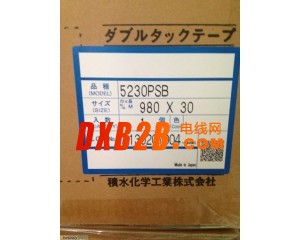 ダブルタックテープ
品種
(MODEL)
5230PSB
サイズ
(SIZE)
980 X 30
入数
個
色
DXB2B·电线网
.com
Made in Japan
積水化学工業株式会社